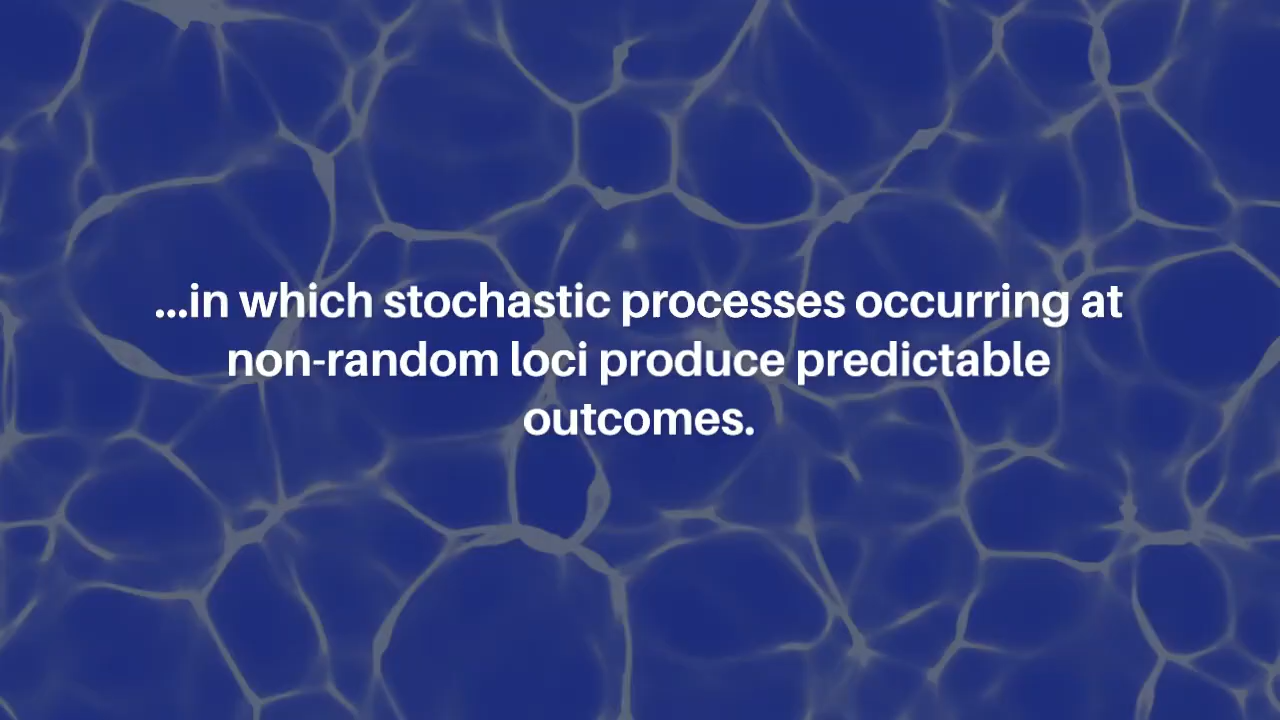 ...in which stochastic processes occurring at
non-random loci produce predictable
outcomes.